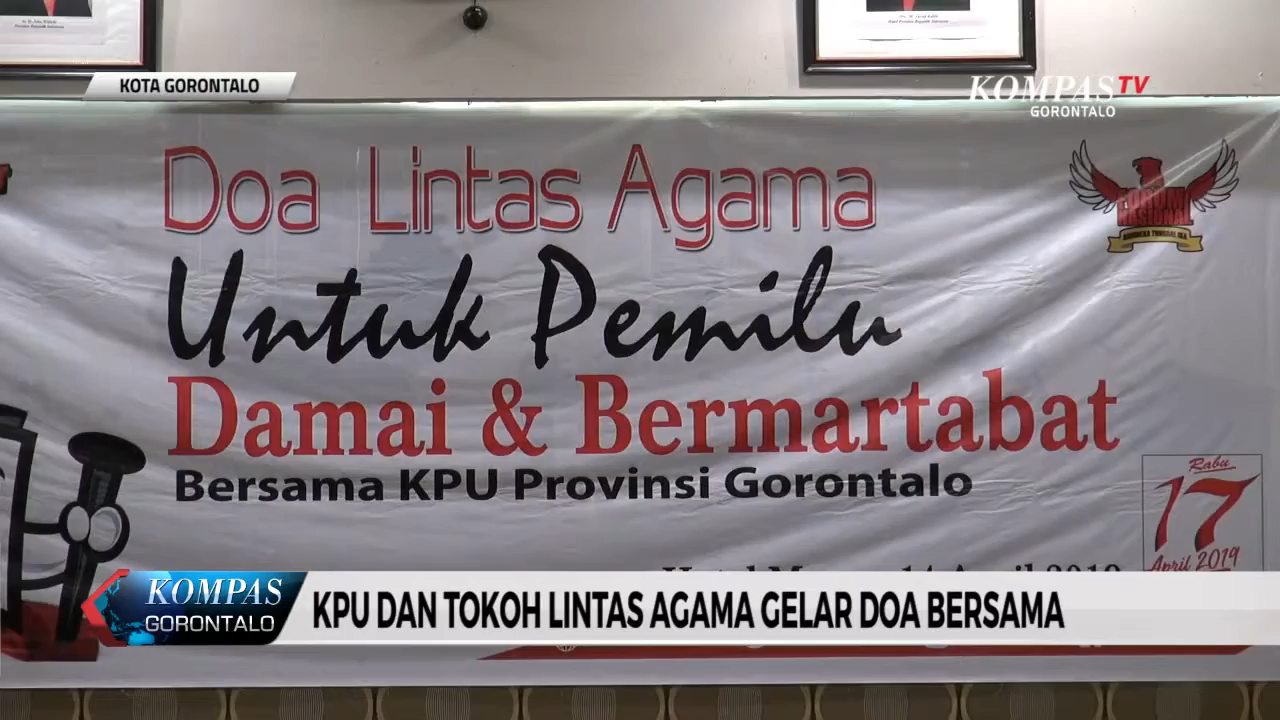 KOTA GORONTALO
KOMPAS TV
GORONTALO
Doa Lintas Agama
Untuk Pemilu
Damai & Bermartabat
Bersama KPU Provinsi Gorontalo
NASIONAL
Rabu
17
April 2019
KOMPAS
GORONTALO
KPU DAN TOKOH LINTAS AGAMA GELAR DOA BERSAMA